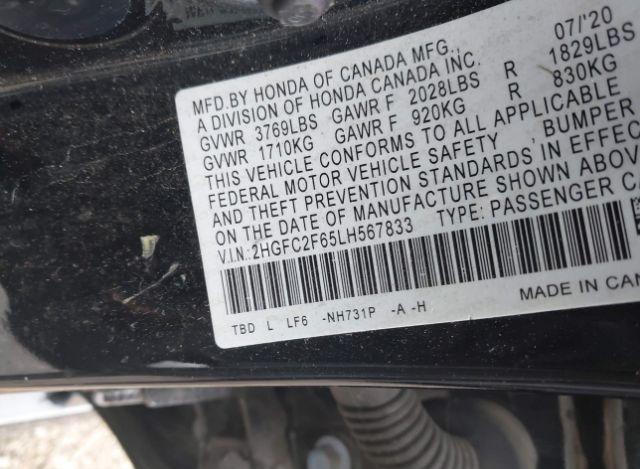 MFD.BY HONDA OF CANADA MFG., 07/'20
A DIVISION OF HONDA CANADA INC.
GVWR 3769LBS GAWR F 2028LBS R 1829LBS
GVWR 1710KG GAWR F 920KG R 830KG
THIS VEHICLE CONFORMS TO ALL APPLICABLE
FEDERAL MOTOR VEHICLE SAFETY, BUMPER
AND THEFT PREVENTION STANDARDS IN EFFEC
ON THE DATE OF MANUFACTURE SHOWN ABOV
V.I.N.:2HGFC2F65LH567833 TYPE: PASSENGER CA
TBD L LF6 -NH731P -A -H MADE IN CAN